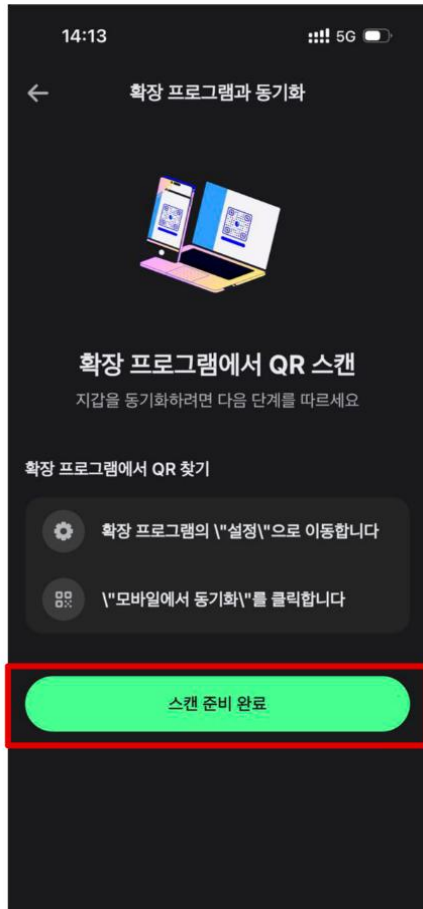 14:13
5G
확장 프로그램과 동기화
확장 프로그램에서 QR 스캔
지갑을 동기화하려면 다음 단계를 따르세요
확장 프로그램에서 QR 찾기
확장 프로그램의 \"설정\"으로 이동합니다
\"모바일에서 동기화\"를 클릭합니다
스캔 준비 완료